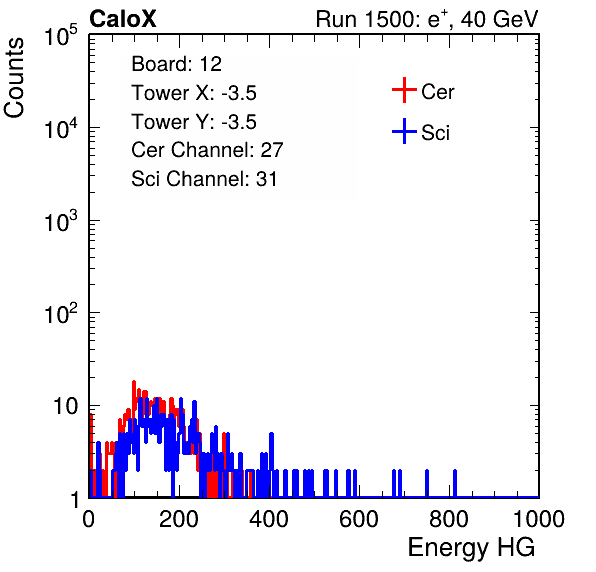 CaloX Run 1500: e⁺, 40 GeV
Counts
Board: 12
Tower X: -3.5
Tower Y: -3.5
Cer Channel: 27
Sci Channel: 31
Cer
Sci
10⁵
10⁴
10³
10²
10
1
0 200 400 600 800 1000
Energy HG